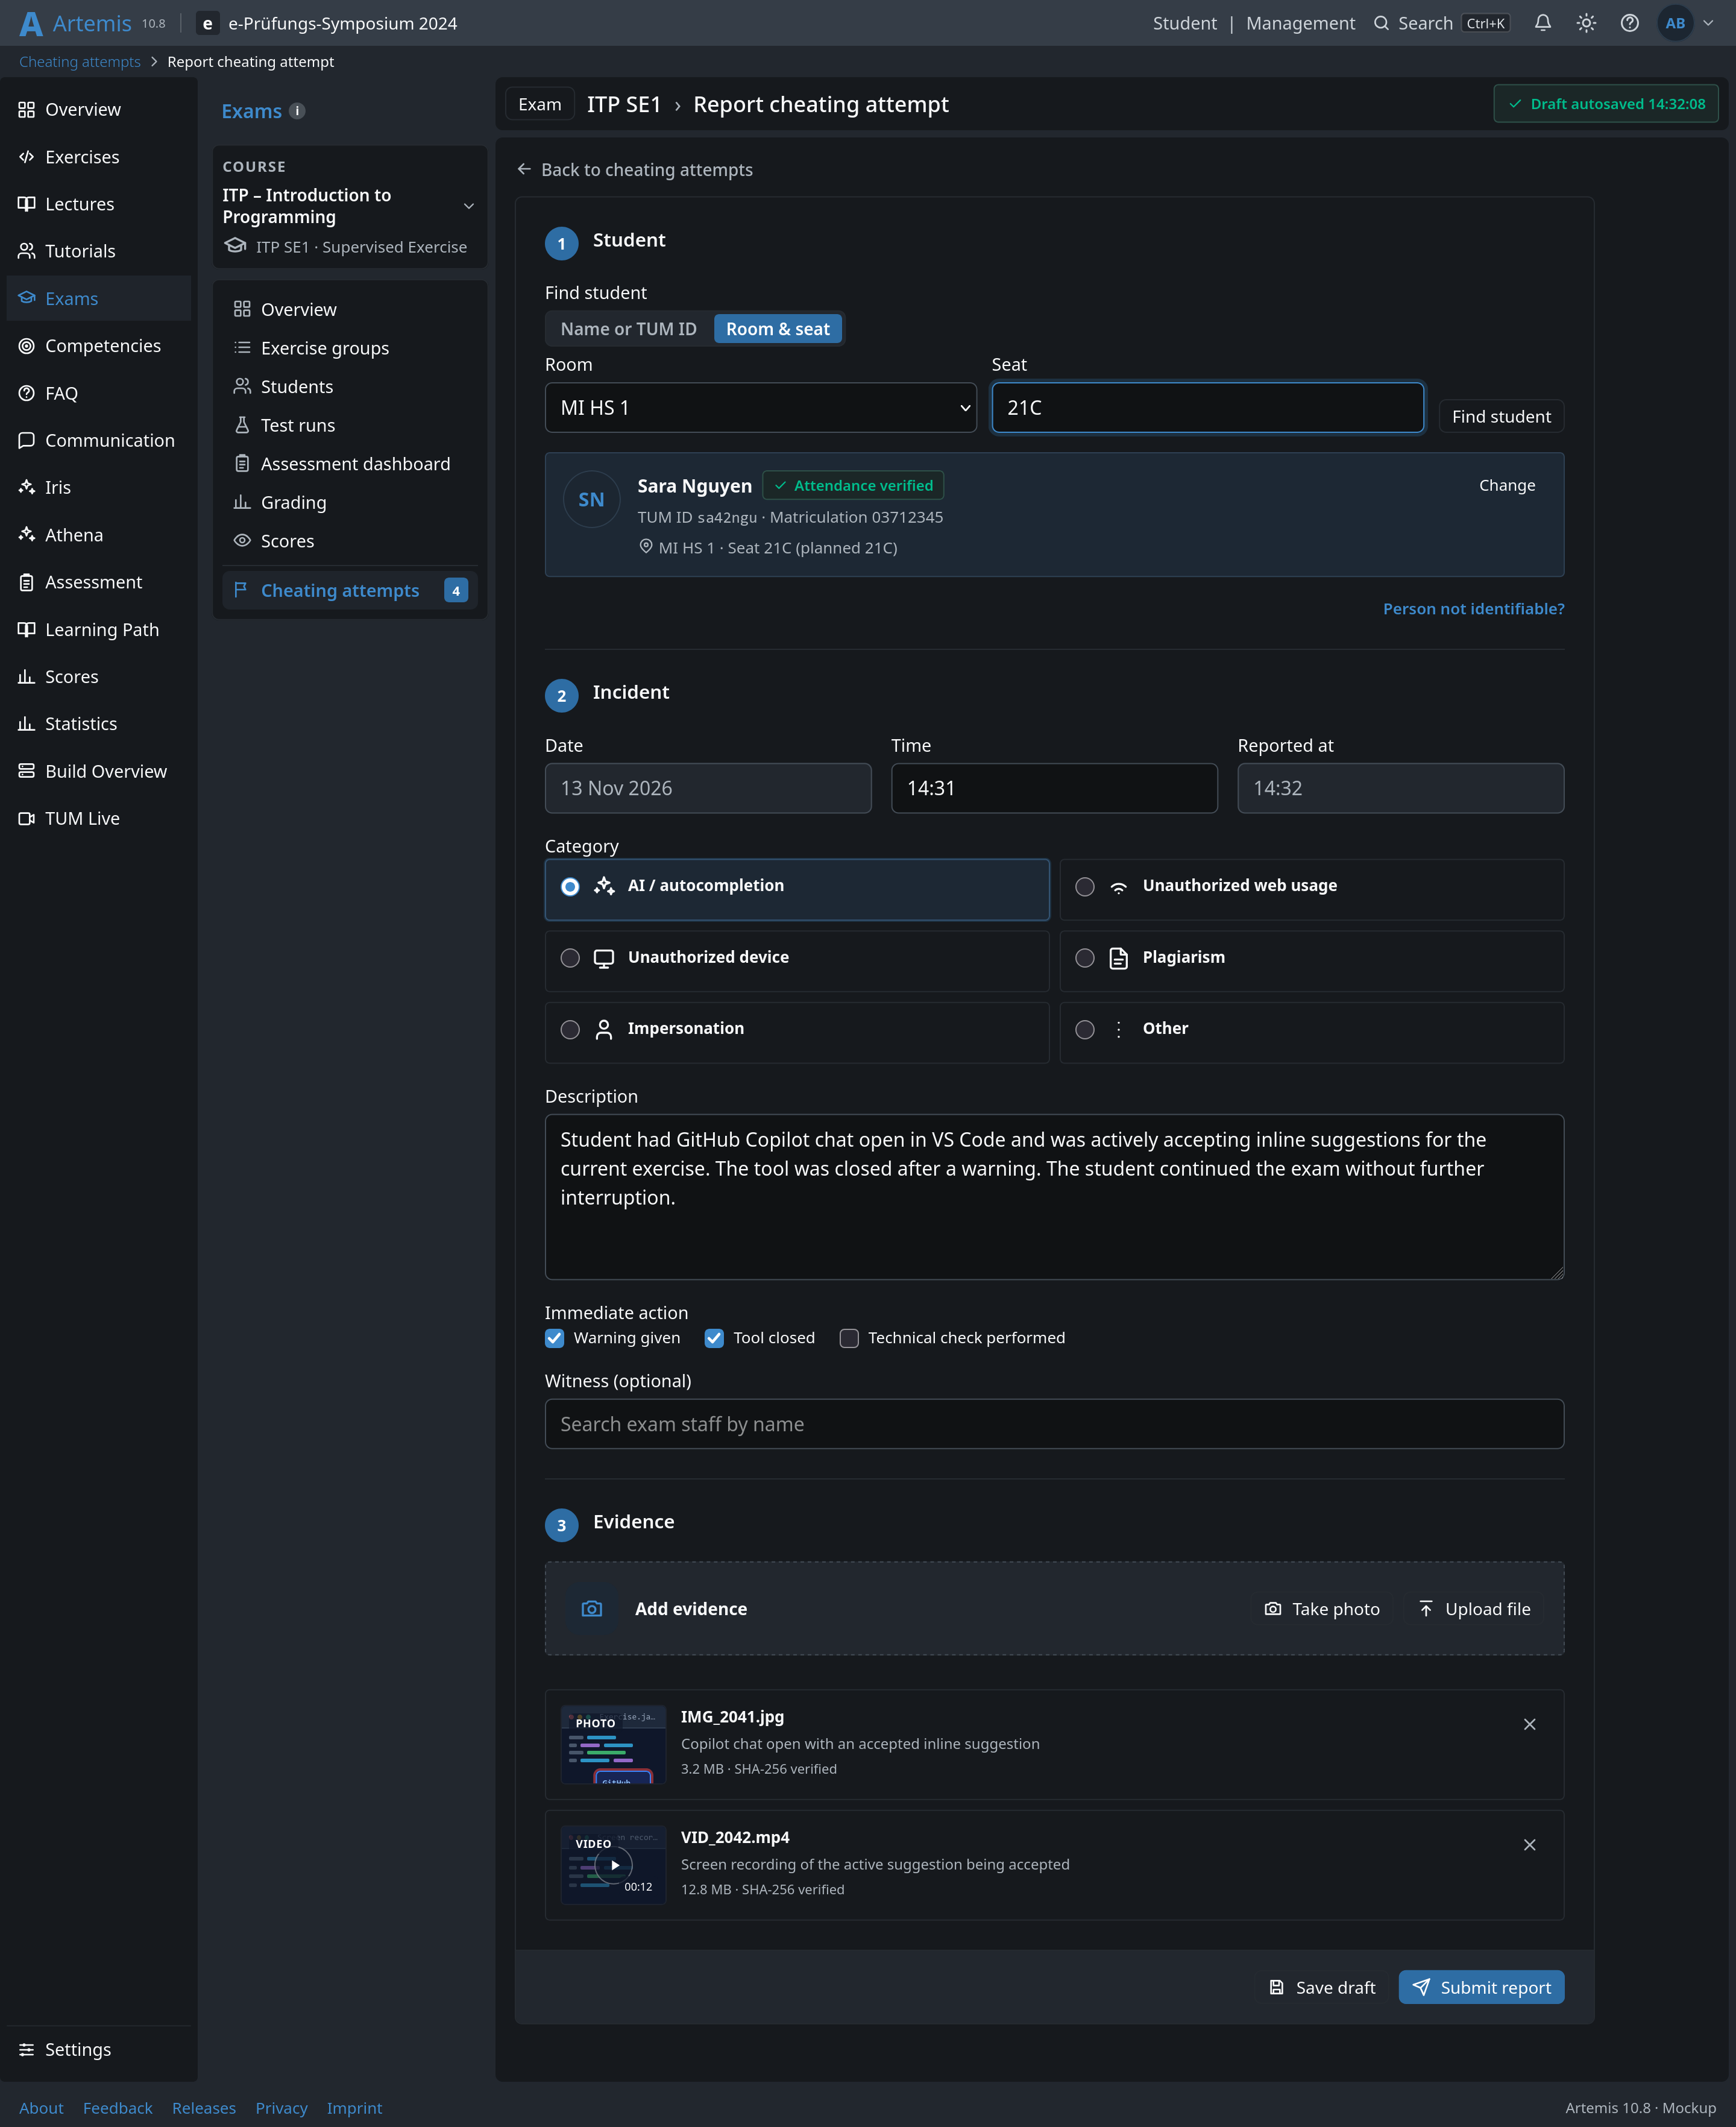 Artemis 10.8
e e-Prüfungs-Symposium 2024
Student | Management
Search Ctrl+K
AB
Cheating attempts > Report cheating attempt
Overview
Exercises
Lectures
Tutorials
Exams
Competencies
FAQ
Communication
Iris
Athena
Assessment
Learning Path
Scores
Statistics
Build Overview
TUM Live
Settings
Exams i
COURSE
ITP – Introduction to
Programming
ITP SE1 · Supervised Exercise
Overview
Exercise groups
Students
Test runs
Assessment dashboard
Grading
Scores
Cheating attempts 4
Exam ITP SE1 › Report cheating attempt
Draft autosaved 14:32:08
← Back to cheating attempts
1 Student
Find student
Name or TUM ID Room & seat
Room Seat
MI HS 1 21C Find student
SN
Sara Nguyen Attendance verified Change
TUM ID sa42ngu · Matriculation 03712345
MI HS 1 · Seat 21C (planned 21C)
Person not identifiable?
2 Incident
Date Time Reported at
13 Nov 2026 14:31 14:32
Category
AI / autocompletion Unauthorized web usage
Unauthorized device Plagiarism
Impersonation Other
Description
Student had GitHub Copilot chat open in VS Code and was actively accepting inline suggestions for the
current exercise. The tool was closed after a warning. The student continued the exam without further
interruption.
Immediate action
Warning given Tool closed Technical check performed
Witness (optional)
Search exam staff by name
3 Evidence
Add evidence Take photo Upload file
PHOTO
IMG_2041.jpg
Copilot chat open with an accepted inline suggestion
3.2 MB · SHA-256 verified
VIDEO
00:12
VID_2042.mp4
Screen recording of the active suggestion being accepted
12.8 MB · SHA-256 verified
Save draft Submit report
About Feedback Releases Privacy Imprint
Artemis 10.8 · Mockup